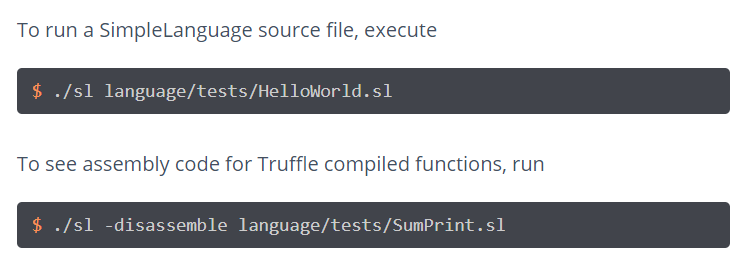 To run a SimpleLanguage source file, execute
$ ./sl language/tests/HelloWorld.sl
To see assembly code for Truffle compiled functions, run
$ ./sl -disassemble language/tests/SumPrint.sl